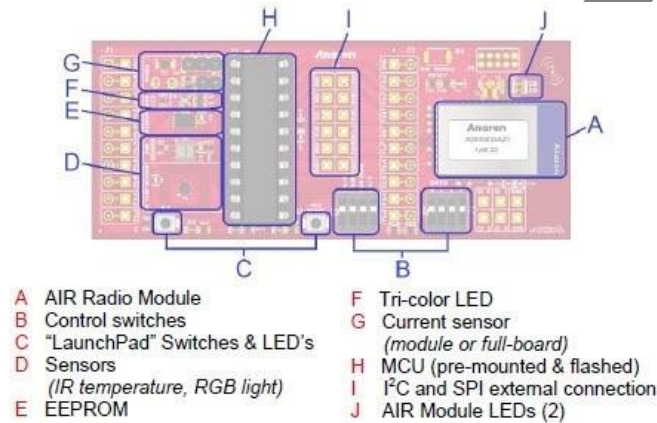 H I J
Anaren
G
F
E
D
A
Anaren
C B
A AIR Radio Module
B Control switches
C “LaunchPad” Switches & LED's
D Sensors
(IR temperature, RGB light)
E EEPROM
F Tri-color LED
G Current sensor
(module or full-board)
H MCU (pre-mounted & flashed)
I I²C and SPI external connection
J AIR Module LEDs (2)